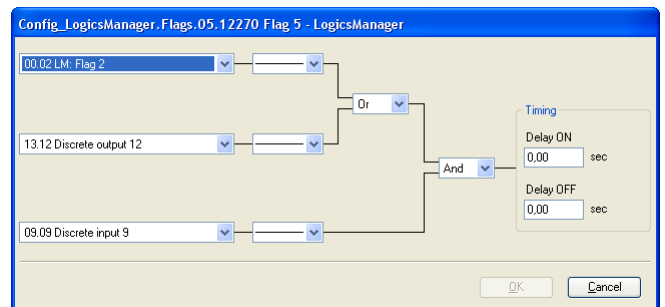 Config_LogicsManager.Flags.05.12270 Flag 5 - LogicsManager
00.02 LM: Flag 2
Or
Timing
Delay ON
13.12 Discrete output 12
0,00 sec
And
Delay OFF
0,00 sec
09.09 Discrete input 9
OK Cancel